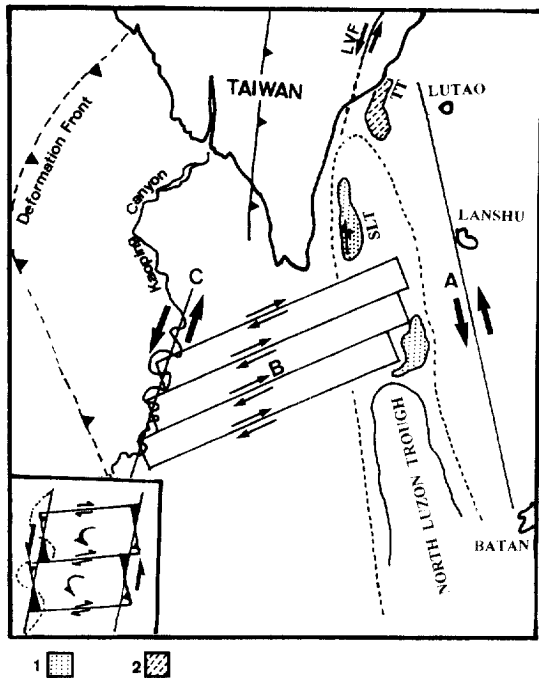 LVF
TAIWAN
TT
LUTAO
Deformation Front
Canyon
Kaoping
SLT
LANSHU
C
A
B
NORTH LUZON TROUGH
BATAN
1
2